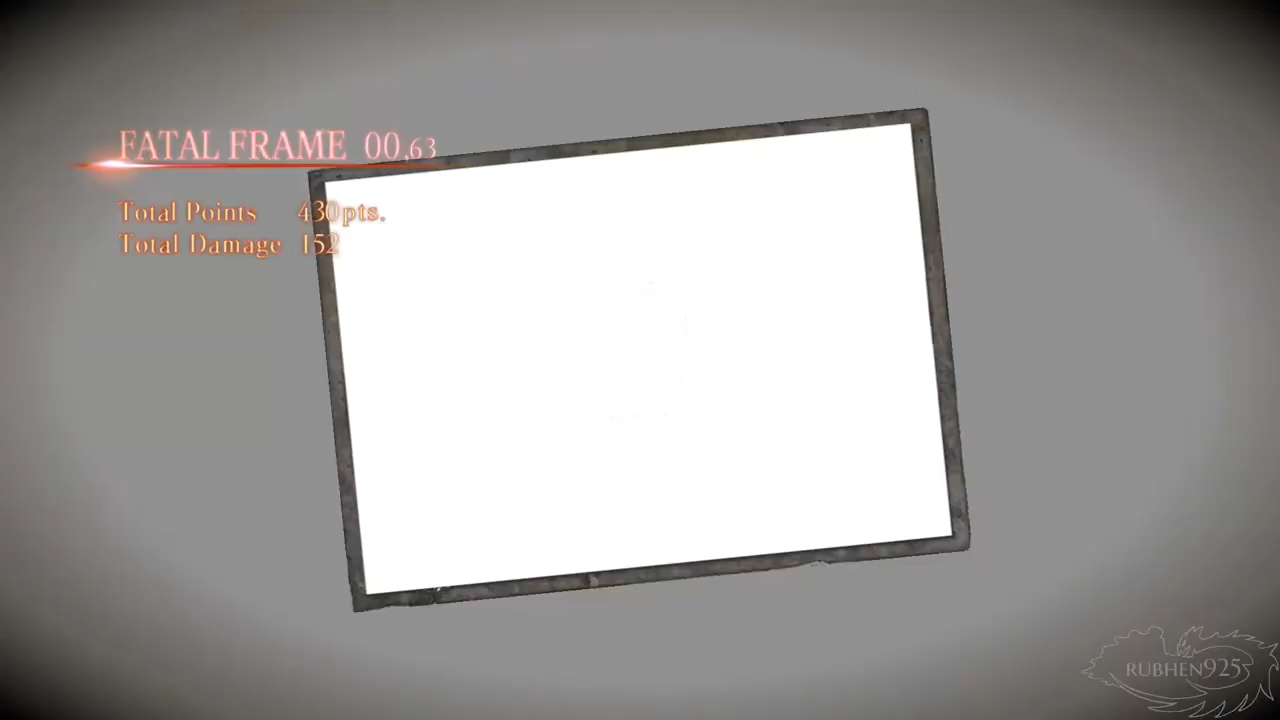 FATAL FRAME 00,63
Total Points 430pts.
Total Damage 152
RUBHEN925